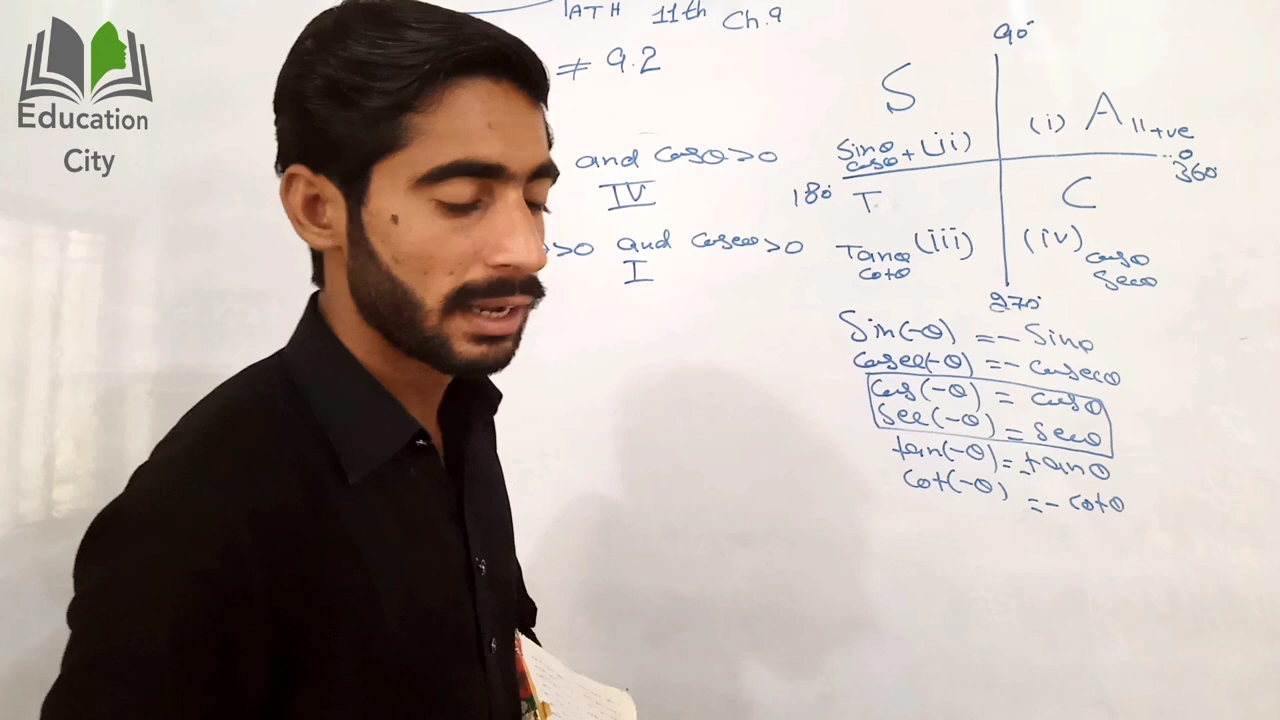 Education
City
MATH 11th Ch.9
≠ 9.2
and cosθ>0
IV
>0 and cosecθ>0
I
90°
S
(i) All +ve
Sinθ (ii)
+
0
360
180°
T
C
Tanθ (iii)
cotθ
(iv) cosθ
secθ
270°
Sin(-θ) = - Sinθ
cosec(-θ) = - cosecθ
cos(-θ) = cosθ
Sec(-θ) = secθ
tan(-θ) = -tanθ
cot(-θ) = - cotθ